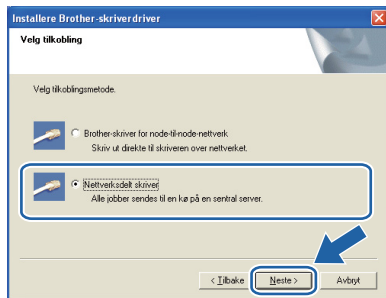 Installere Brother-skriverdriver
Velg tilkobling
Velg tilkoblingsmetode.
Brother-skriver for node-til-node-nettverk
Skriv ut direkte til skriveren over nettverket.
Nettverksdelt skriver
Alle jobber sendes til en kø på en sentral server.
< Tilbake Neste > Avbryt